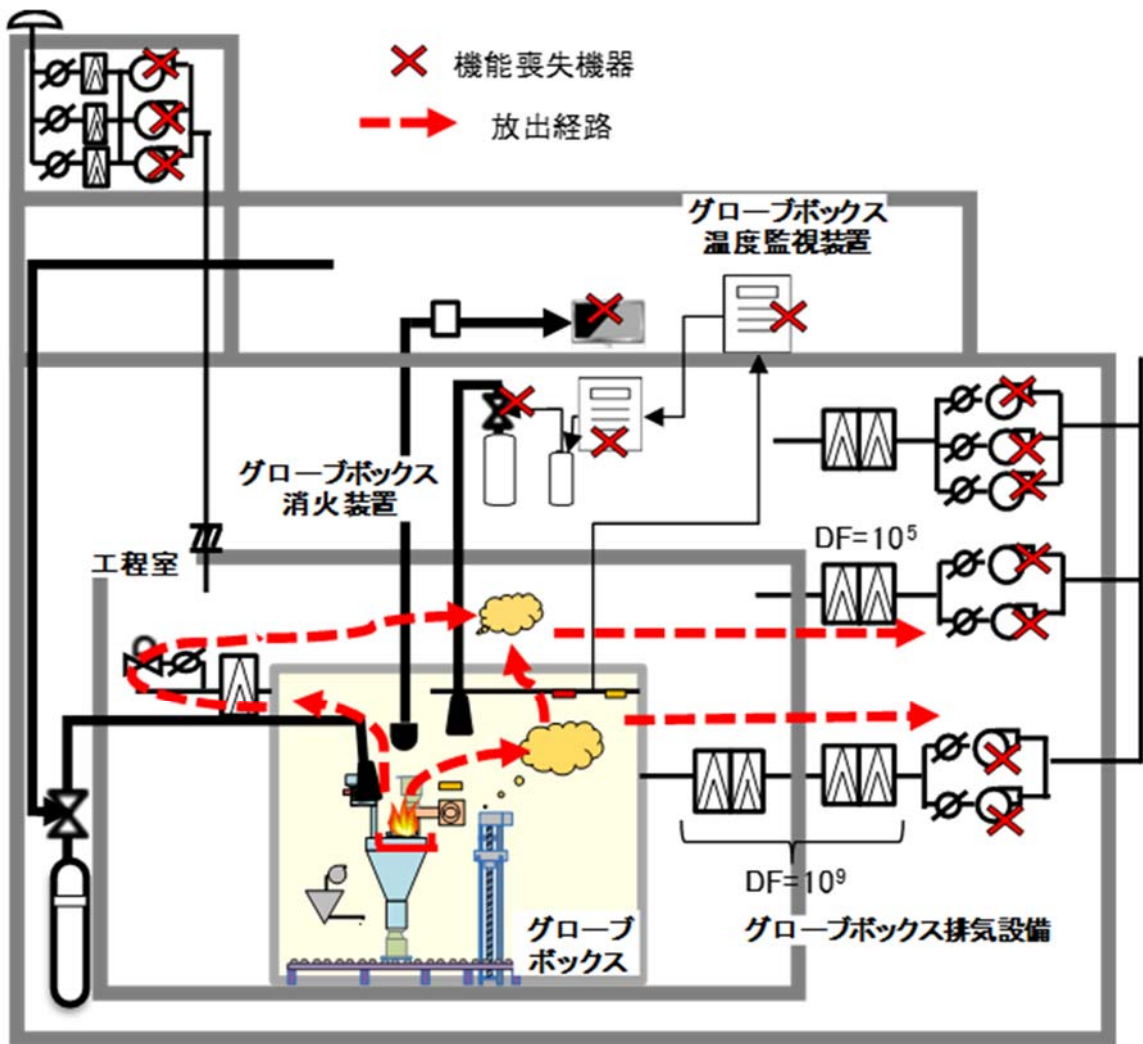 機能喪失機器
放出経路
グローブボックス
温度監視装置
グローブボックス
消火装置
工程室
DF=10⁵
DF=10⁹
グローブ
ボックス
グローブボックス排気設備